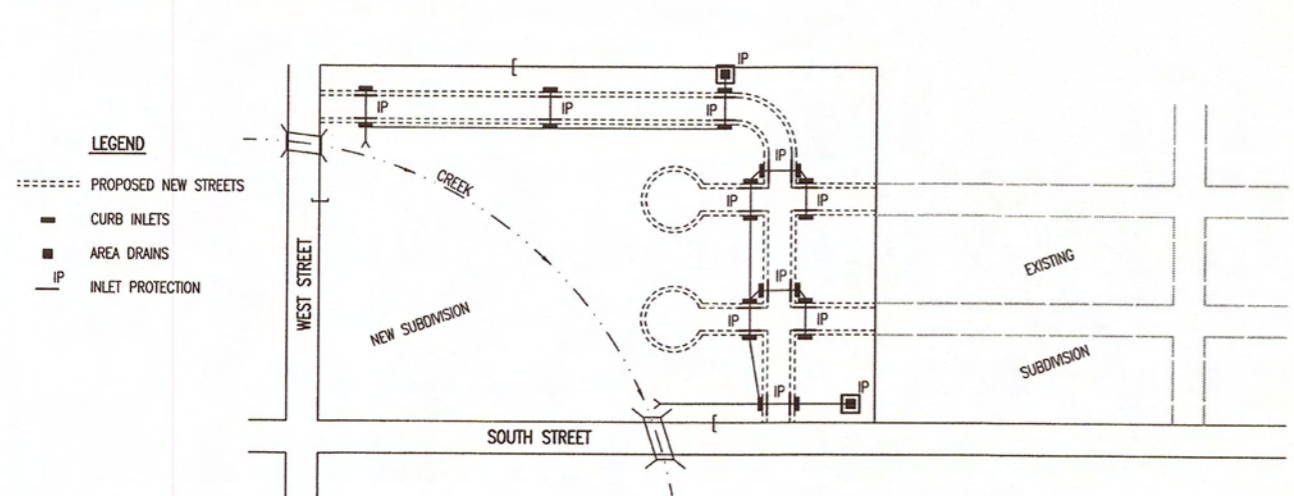 IP
IP
IP
IP
LEGEND
PROPOSED NEW STREETS
CURB INLETS
AREA DRAINS
IP
INLET PROTECTION
CREEK
WEST STREET
NEW SUBDIVISION
IP
IP
IP
IP
IP
IP
EXISTING
SUBDIVISION
IP
IP
SOUTH STREET